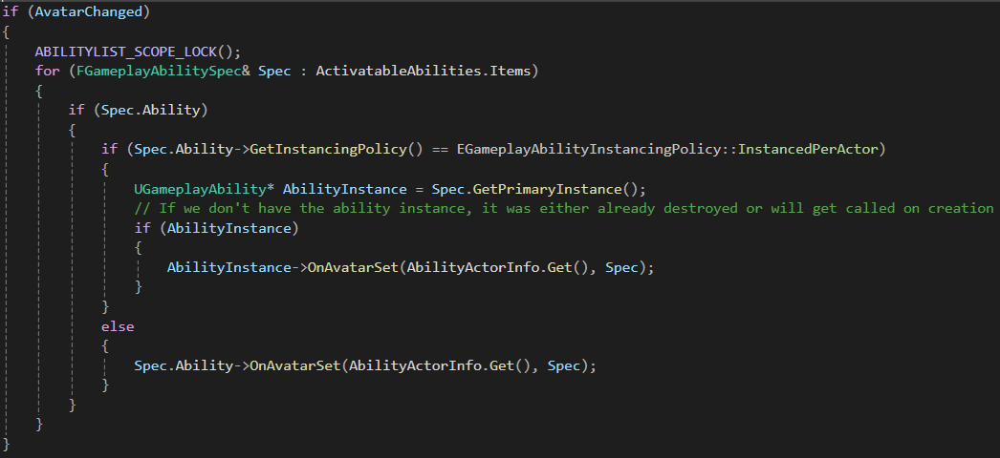 if (AvatarChanged)
{
    ABILITYLIST_SCOPE_LOCK();
    for (FGameplayAbilitySpec& Spec : ActivatableAbilities.Items)
    {
        if (Spec.Ability)
        {
            if (Spec.Ability->GetInstancingPolicy() == EGameplayAbilityInstancingPolicy::InstancedPerActor)
            {
                UGameplayAbility* AbilityInstance = Spec.GetPrimaryInstance();
                // If we don't have the ability instance, it was either already destroyed or will get called on creation
                if (AbilityInstance)
                {
                    AbilityInstance->OnAvatarSet(AbilityActorInfo.Get(), Spec);
                }
            }
            else
            {
                Spec.Ability->OnAvatarSet(AbilityActorInfo.Get(), Spec);
            }
        }
    }
}